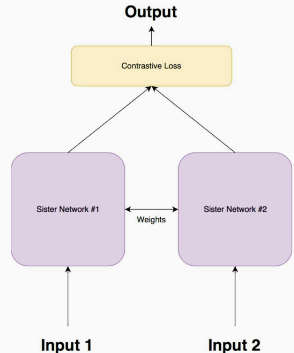 Output
Contrastive Loss
Sister Network #1
Sister Network #2
Weights
Input 1
Input 2